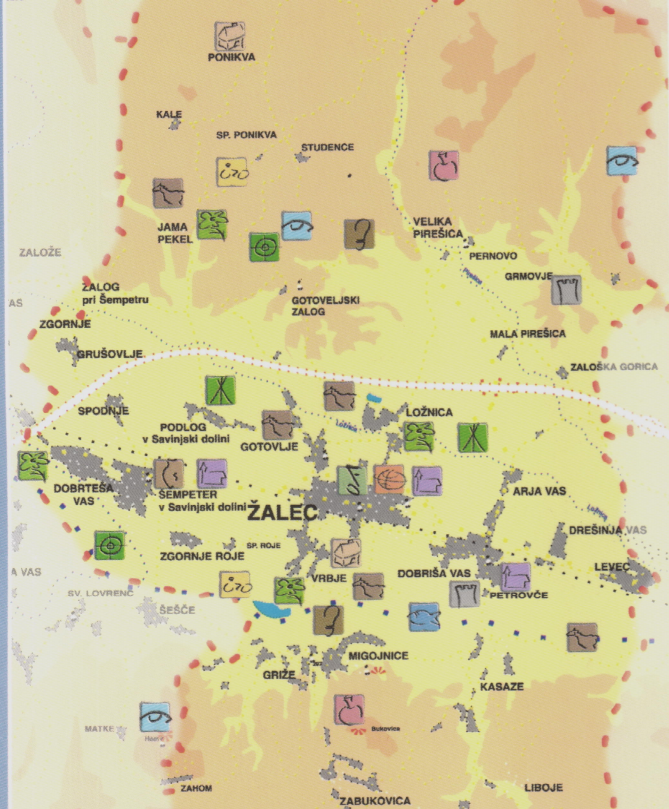 PONIKVA
KALE
SP. PONIKVA
STUDENCE
JAMA
PEKEL
VELIKA
PIREŠICA
ZALOŽE
PERNOVO
GRMOVJE
ZALOG
pri Šempetru
AS
GOTOVELJSKI
ZALOG
ZGORNJE
GRUŠOVLJE
MALA PIREŠICA
ZALOŠKA GORICA
SPODNJE
PODLOG
v Savinjski dolini
LOŽNICA
GOTOVLJE
DOBRTEŠA
VAS
ŠEMPETER
v Savinjski dolini
ŽALEC
ARJA VAS
DREŠINJA VAS
ZGORNJE ROJE
ŠP. ROJE
A VAS
VRBJE
DOBRIŠA VAS
LEVEC
PETROVČE
SV. LOVRENC
ŠEŠČE
MIGOJNICE
GRIŽE
KASAZE
MATKE
Bukovica
ZAHOM
LIBOJE
ZABUKOVICA